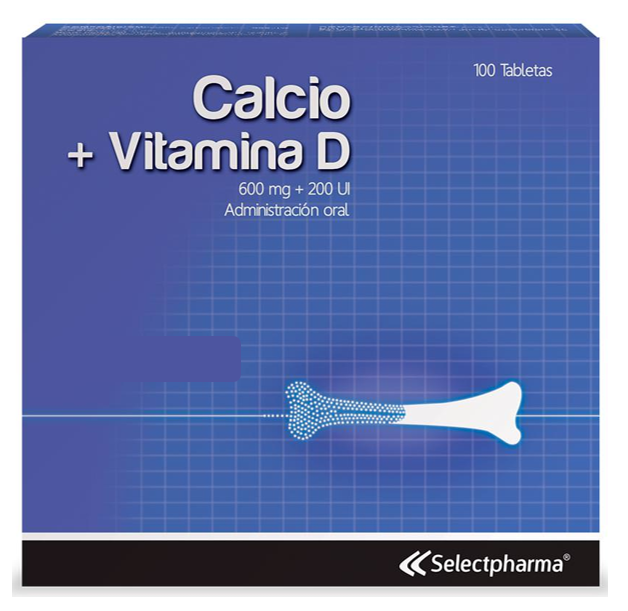 100 Tabletas
Calcio
+ Vitamina D
600 mg + 200 UI
Administración oral
Selectpharma®